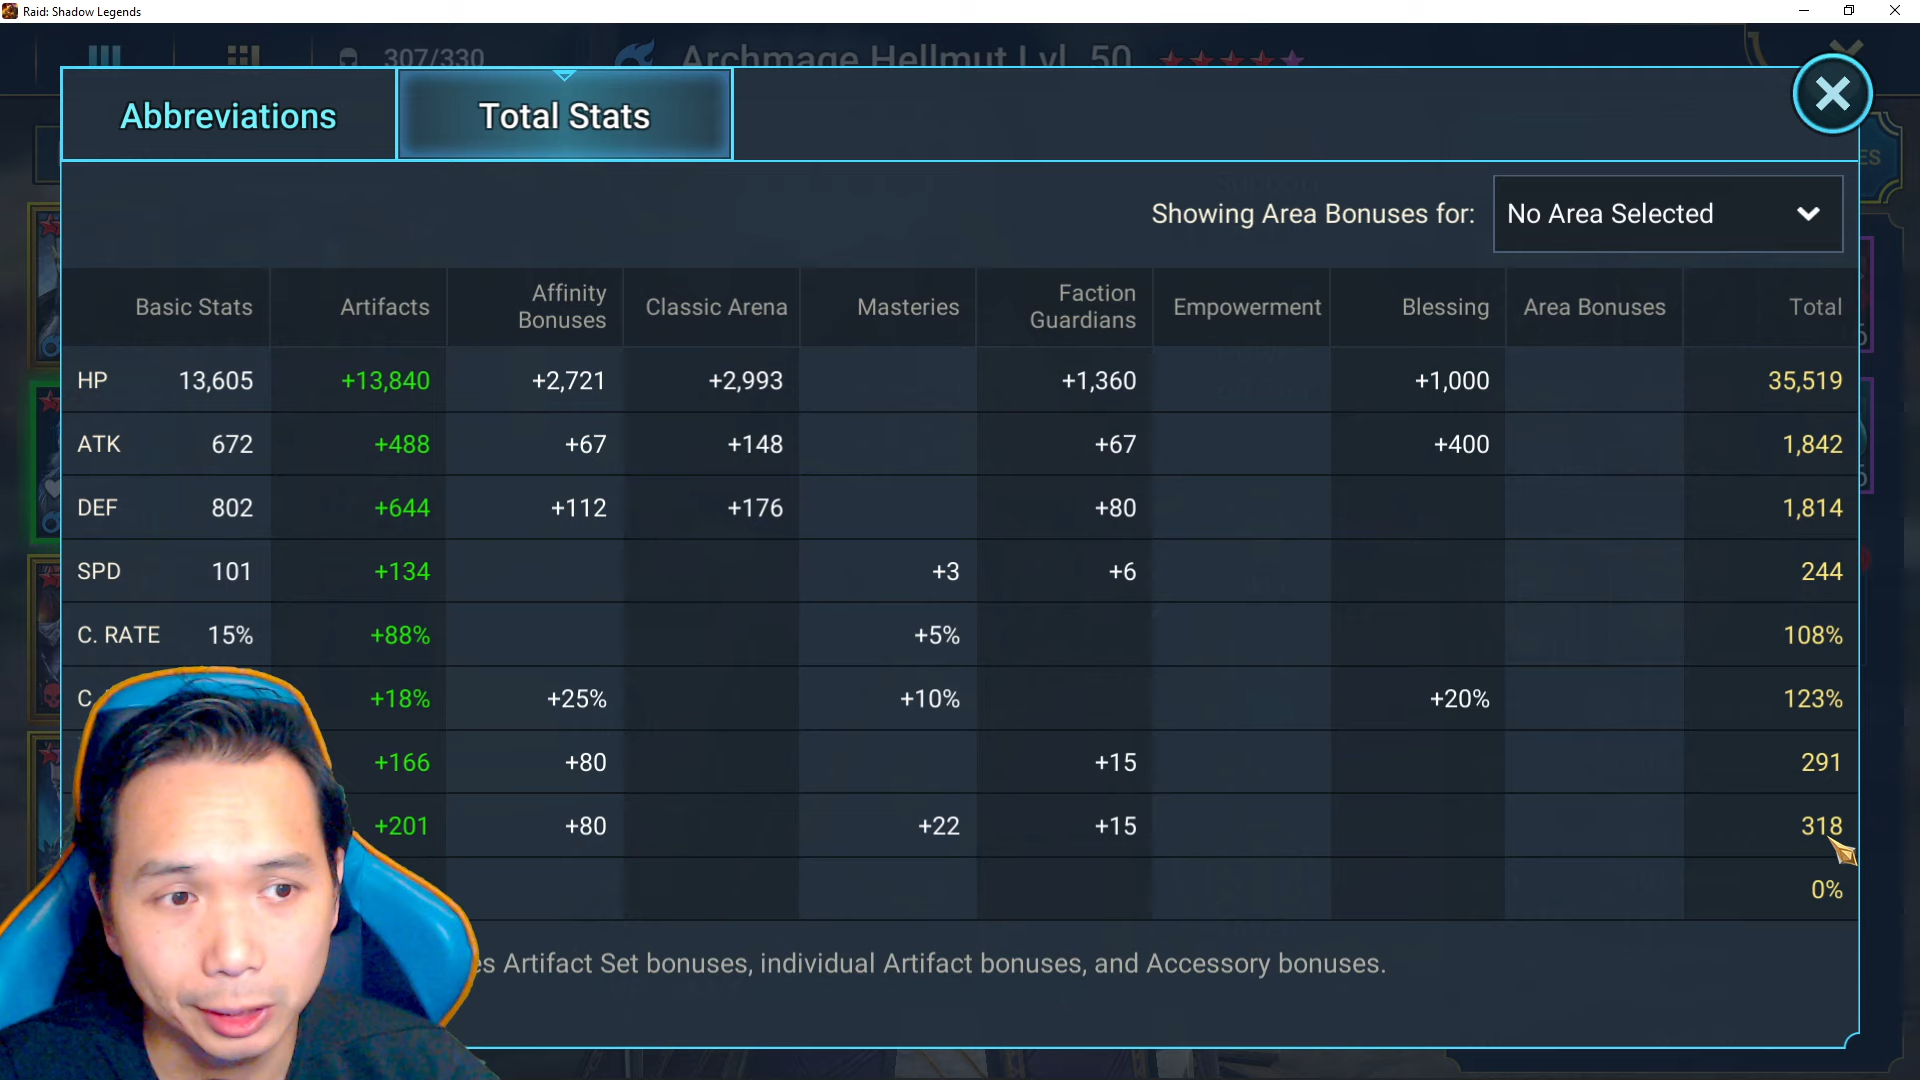 Raid: Shadow Legends
307/330 Archmage Hellmut Lvl 50
Abbreviations Total Stats
Showing Area Bonuses for: No Area Selected
Basic Stats Artifacts Affinity Bonuses Classic Arena Masteries Faction Guardians Empowerment Blessing Area Bonuses Total
HP 13,605 +13,840 +2,721 +2,993 +1,360 +1,000 35,519
ATK 672 +488 +67 +148 +67 +400 1,842
DEF 802 +644 +112 +176 +80 1,814
SPD 101 +134 +3 +6 244
C. RATE 15% +88% +5% 108%
C. +18% +25% +10% +20% 123%
+166 +80 +15 291
+201 +80 +22 +15 318
0%
es Artifact Set bonuses, individual Artifact bonuses, and Accessory bonuses.